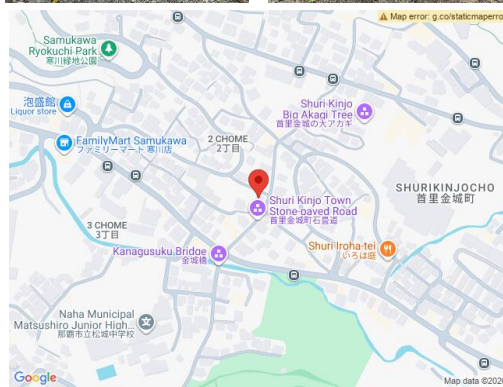 Map error: g.co/staticmaperro
Samukawa
Ryokuchi Park
寒川緑地公園
泡盛館
Liquor store
FamilyMart Samukawa
ファミリーマート 寒川店
2 CHOME
2丁目
Shuri Kinjo
Big Akagi Tree
首里金城の大アカギ
SHURIKINJOCHO
首里金城町
Shuri Kinjo Town
Stone-paved Road
首里金城町石畳道
3 CHOME
3丁目
Kanagusuku Bridge
金城橋
Shuri Iroha-tei
いろは庭
Naha Municipal
Matsushiro Junior High...
那覇市立松城中学校
Google
Map data ©2026